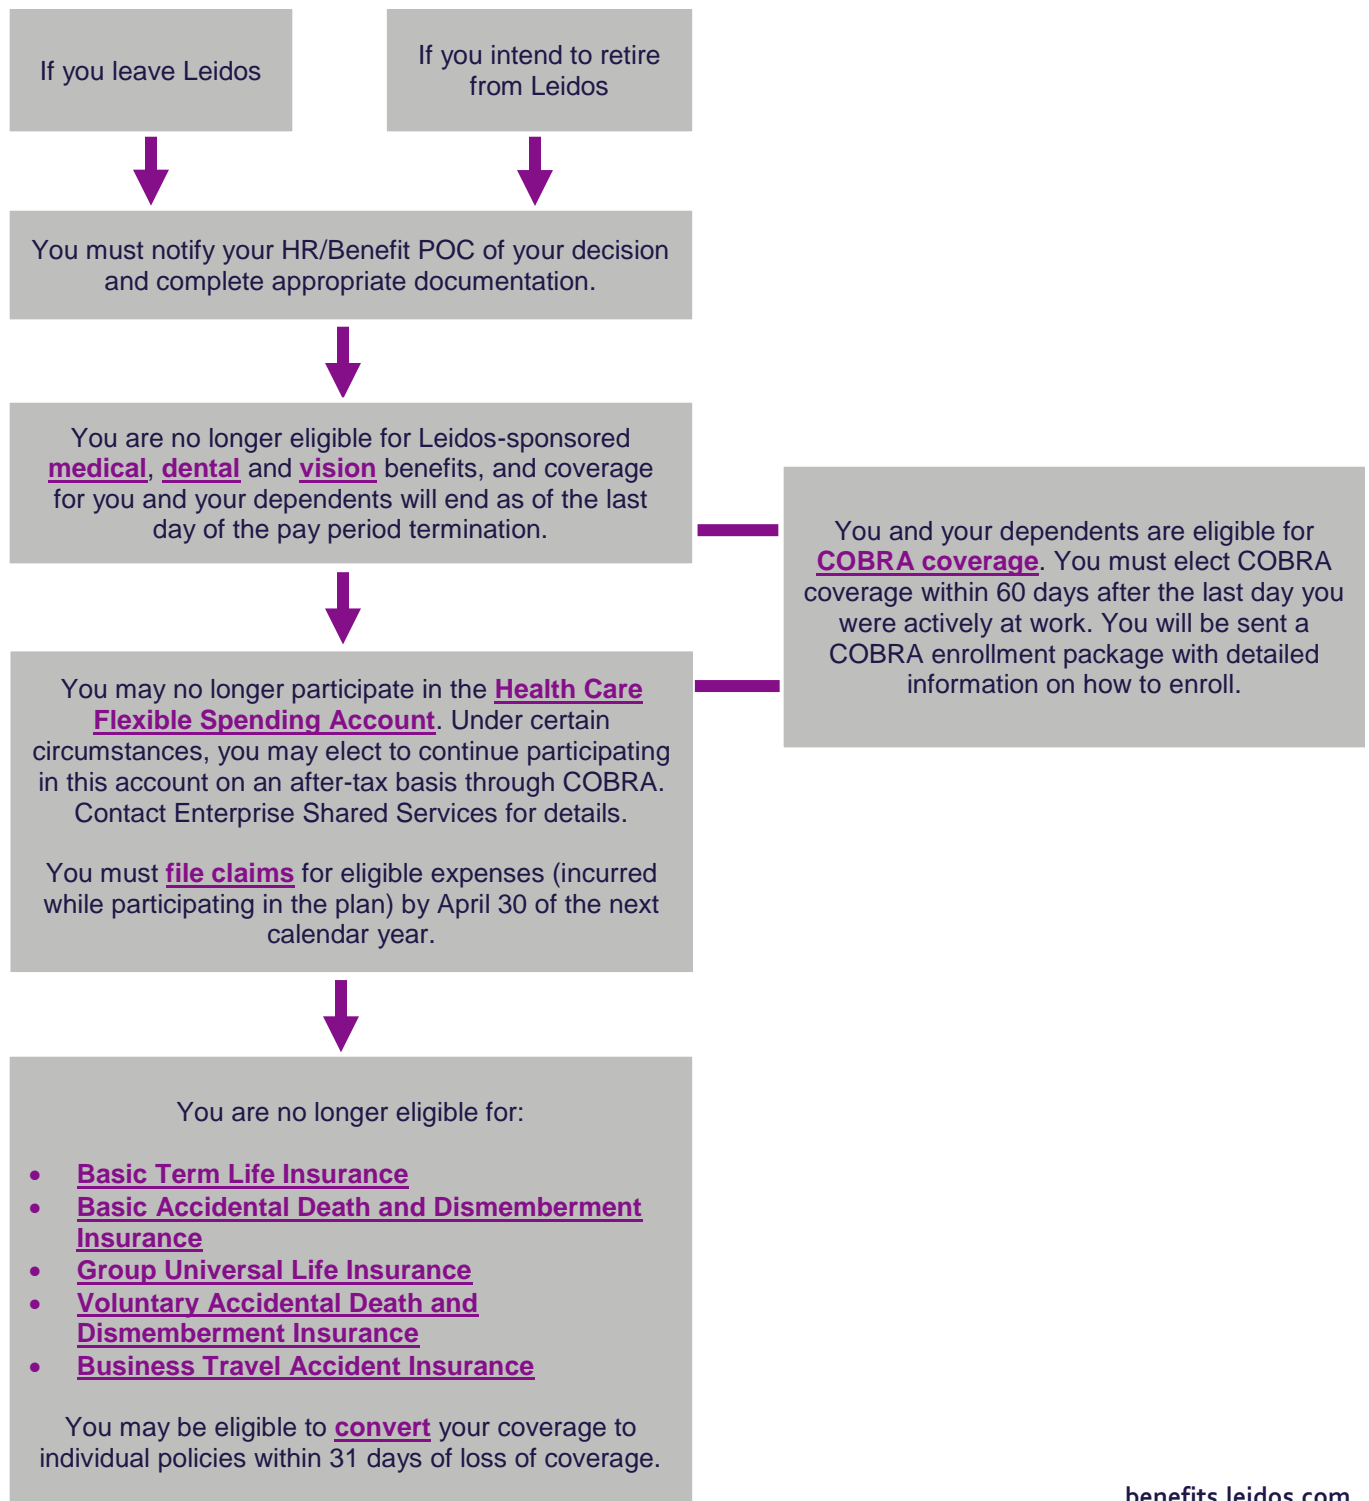 If you leave Leidos
If you intend to retire
from Leidos
You must notify your HR/Benefit POC of your decision
and complete appropriate documentation.
You are no longer eligible for Leidos-sponsored
medical, dental and vision benefits, and coverage
for you and your dependents will end as of the last
day of the pay period termination.
You and your dependents are eligible for
COBRA coverage. You must elect COBRA
coverage within 60 days after the last day you
were actively at work. You will be sent a
COBRA enrollment package with detailed
information on how to enroll.
You may no longer participate in the Health Care
Flexible Spending Account. Under certain
circumstances, you may elect to continue participating
in this account on an after-tax basis through COBRA.
Contact Enterprise Shared Services for details.
You must file claims for eligible expenses (incurred
while participating in the plan) by April 30 of the next
calendar year.
You are no longer eligible for:
• Basic Term Life Insurance
• Basic Accidental Death and Dismemberment
Insurance
• Group Universal Life Insurance
• Voluntary Accidental Death and
Dismemberment Insurance
• Business Travel Accident Insurance
You may be eligible to convert your coverage to
individual policies within 31 days of loss of coverage.
benefits.leidos.com